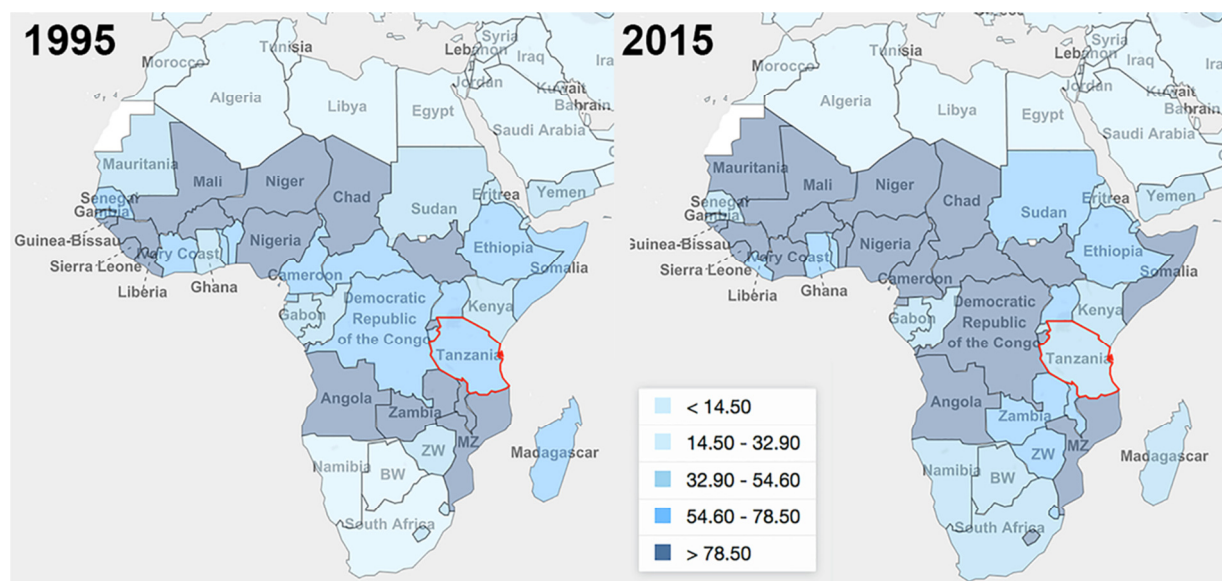 1995
Morocco
Tunisia
Syria
Lebanon
Iraq
Jordan
Kuwait
Bahrain
Algeria
Libya
Egypt
Saudi Arabia
Mauritania
Mali
Niger
Chad
Sudan
Eritrea
Yemen
Senegal
Gambia
Guinea-Bissau
Sierra Leone
Liberia
Ivory Coast
Ghana
Nigeria
Cameroon
Ethiopia
Somalia
Gabon
Democratic
Republic
of the Congo
Kenya
Tanzania
Angola
Zambia
MZ
ZW
Namibia
BW
Madagascar
South Africa
< 14.50
14.50 - 32.90
32.90 - 54.60
54.60 - 78.50
> 78.50
2015
Morocco
Tunisia
Syria
Lebanon
Iraq
Jordan
Kuwait
Bahrain
Algeria
Libya
Egypt
Saudi Arabia
Mauritania
Mali
Niger
Chad
Sudan
Eritrea
Yemen
Senegal
Gambia
Guinea-Bissau
Sierra Leone
Liberia
Ivory Coast
Ghana
Nigeria
Cameroon
Ethiopia
Somalia
Gabon
Democratic
Republic
of the Congo
Kenya
Tanzania
Angola
Zambia
MZ
ZW
Namibia
BW
Madagascar
South Africa